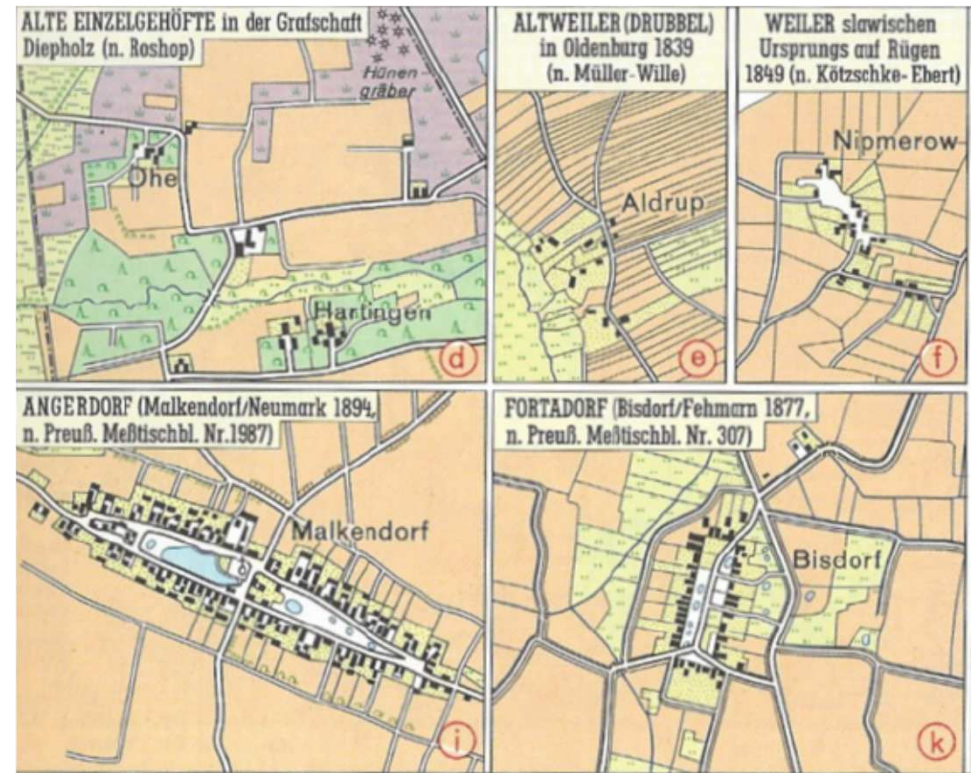 ALTE EINZELGEHÖFTE in der Grafschaft
Diepholz (n. Roshop)
Hünen-
gräber
Ohe
Hartingen
d
ALTWEILER (DRUBBEL)
in Oldenburg 1839
(n. Müller-Wille)
Aldrup
e
WEILER slawischen
Ursprungs auf Rügen
1849 (n. Kötzschke-Ebert)
Nipmerow
f
ANGERDORF (Malkendorf/Neumark 1894,
n. Preuß. Meßtischbl. Nr.1987)
Malkendorf
i
FORTADORF (Bisdorf/Fehmarn 1877,
n. Preuß. Meßtischbl. Nr. 307)
Bisdorf
k